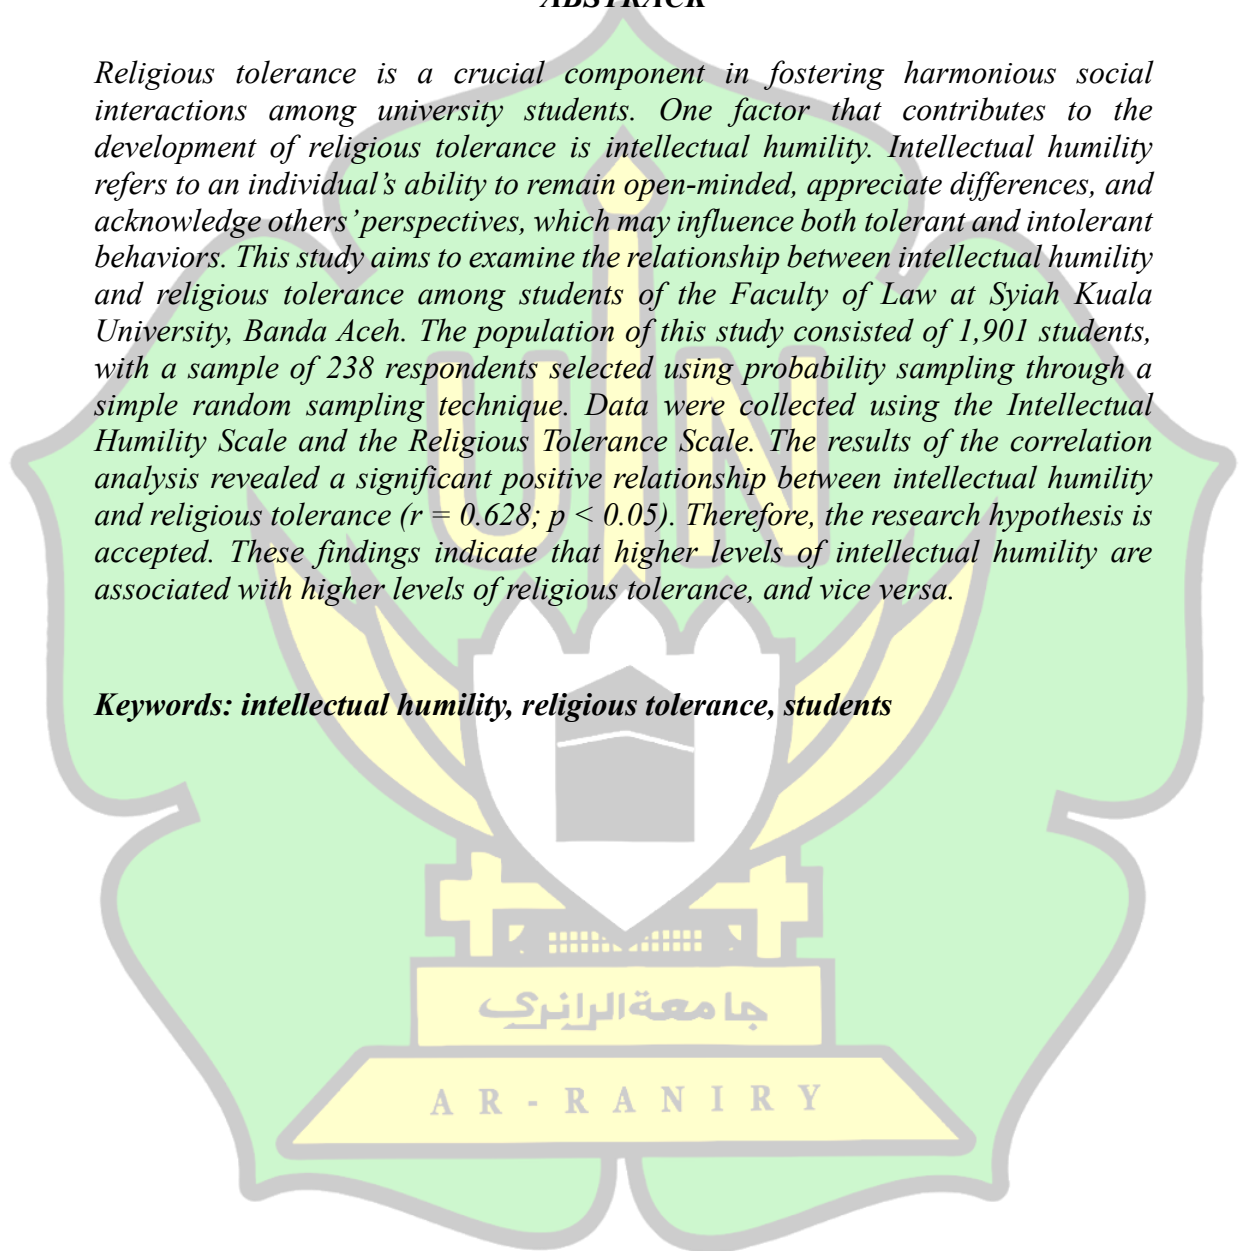 ABSTRACK
Religious tolerance is a crucial component in fostering harmonious social
interactions among university students. One factor that contributes to the
development of religious tolerance is intellectual humility. Intellectual humility
refers to an individual’s ability to remain open-minded, appreciate differences, and
acknowledge others’ perspectives, which may influence both tolerant and intolerant
behaviors. This study aims to examine the relationship between intellectual humility
and religious tolerance among students of the Faculty of Law at Syiah Kuala
University, Banda Aceh. The population of this study consisted of 1,901 students,
with a sample of 238 respondents selected using probability sampling through a
simple random sampling technique. Data were collected using the Intellectual
Humility Scale and the Religious Tolerance Scale. The results of the correlation
analysis revealed a significant positive relationship between intellectual humility
and religious tolerance (r = 0.628; p < 0.05). Therefore, the research hypothesis is
accepted. These findings indicate that higher levels of intellectual humility are
associated with higher levels of religious tolerance, and vice versa.
Keywords: intellectual humility, religious tolerance, students
UIN
جامعةالرانري
AR-RANIRY